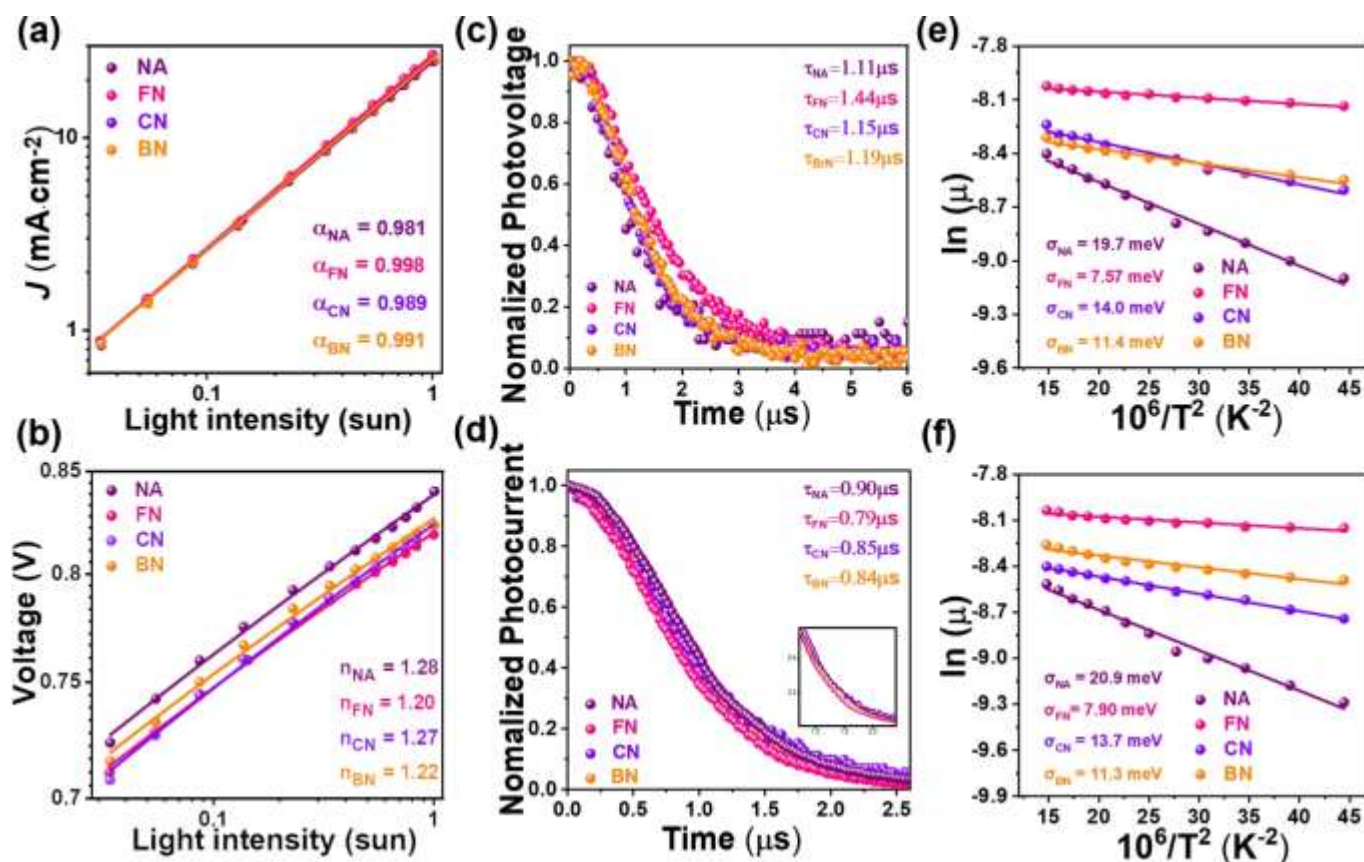 (a)
NA
FN
CN
BN
10
1
J (mA·cm-2)
αNA = 0.981
αFN = 0.998
αCN = 0.989
αBN = 0.991
0.1
1
Light intensity (sun)
(b)
0.85
0.8
0.75
0.7
Voltage (V)
NA
FN
CN
BN
nNA = 1.28
nFN = 1.20
nCN = 1.27
nBN = 1.22
0.1
1
Light intensity (sun)
(c)
Nomalized Photovoltage
1.0
0.8
0.6
0.4
0.2
0.0
τNA=1.11μs
τFN=1.44μs
τCN=1.15μs
τBrN=1.19μs
NA
FN
CN
BN
0 1 2 3 4 5 6
Time (μs)
(d)
Nomalized Photocurrent
1.0
0.8
0.6
0.4
0.2
0.0
τNA=0.90μs
τFN=0.79μs
τCN=0.85μs
τBN=0.84μs
NA
FN
CN
BN
0.0 0.5 1.0 1.5 2.0 2.5
Time (μs)
(e)
ln (μ)
-7.8
-8.1
-8.4
-8.7
-9.0
-9.3
-9.6
σNA = 19.7 meV
σFN = 7.57 meV
σCN = 14.0 meV
σBN = 11.4 meV
NA
FN
CN
BN
15 20 25 30 35 40 45
10⁶/T² (K⁻²)
(f)
ln (μ)
-7.8
-8.1
-8.4
-8.7
-9.0
-9.3
-9.6
-9.9
σNA = 20.9 meV
σFN = 7.90 meV
σCN = 13.7 meV
σBN = 11.3 meV
NA
FN
CN
BN
15 20 25 30 35 40 45
10⁶/T² (K⁻²)